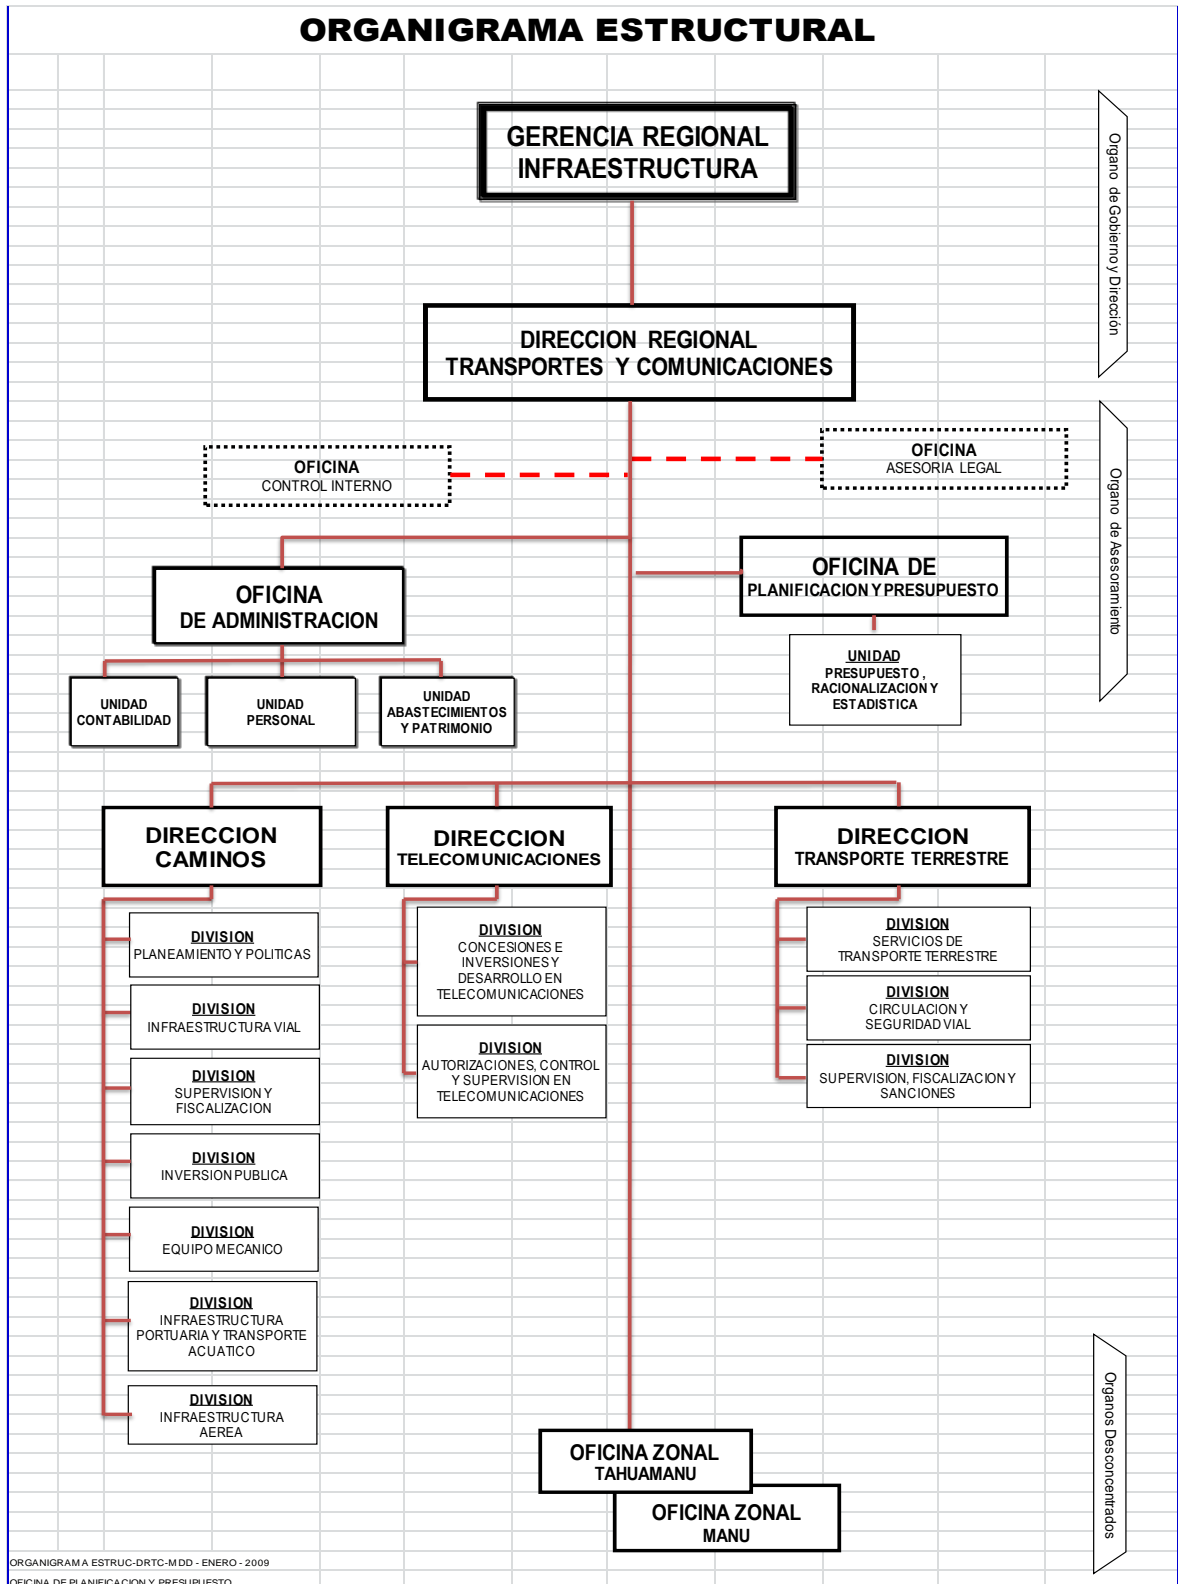 ORGANIGRAMA ESTRUCTURAL
GERENCIA REGIONAL
INFRAESTRUCTURA
Organo de Gobierno y Dirección
DIRECCION REGIONAL
TRANSPORTES Y COMUNICACIONES
Organo de Asesoramiento
OFICINA
CONTROL INTERNO
OFICINA
ASESORIA LEGAL
OFICINA
DE ADMINISTRACION
OFICINA DE
PLANIFICACION Y PRESUPUESTO
UNIDAD
CONTABILIDAD
UNIDAD
PERSONAL
UNIDAD
ABASTECIMIENTOS
Y PATRIMONIO
UNIDAD
PRESUPUESTO ,
RACIONALIZACION Y
ESTADISTICA
DIRECCION
CAMINOS
DIRECCION
TELECOMUNICACIONES
DIRECCION
TRANSPORTE TERRESTRE
DIVISION
PLANEAMIENTO Y POLITICAS
DIVISION
INFRAESTRUCTURA VIAL
DIVISION
SUPERVISION Y
FISCALIZACION
DIVISION
INVERSION PUBLICA
DIVISION
EQUIPO MECANICO
DIVISION
INFRAESTRUCTURA
PORTUARIA Y TRANSPORTE
ACUATICO
DIVISION
INFRAESTRUCTURA
AEREA
DIVISION
CONCESIONES E
INVERSIONES Y
DESARROLLO EN
TELECOMUNICACIONES
DIVISION
AUTORIZACIONES, CONTROL
Y SUPERVISION EN
TELECOMUNICACIONES
DIVISION
SERVICIOS DE
TRANSPORTE TERRESTRE
DIVISION
CIRCULACION Y
SEGURIDAD VIAL
DIVISION
SUPERVISION, FISCALIZACION Y
SANCIONES
Organos Desconcentrados
OFICINA ZONAL
TAHUAMANU
OFICINA ZONAL
MANU
ORGANIGRAMA ESTRUC-DRTC-MDD - ENERO - 2009
OFICINA DE PLANIFICACION Y PRESUPUESTO